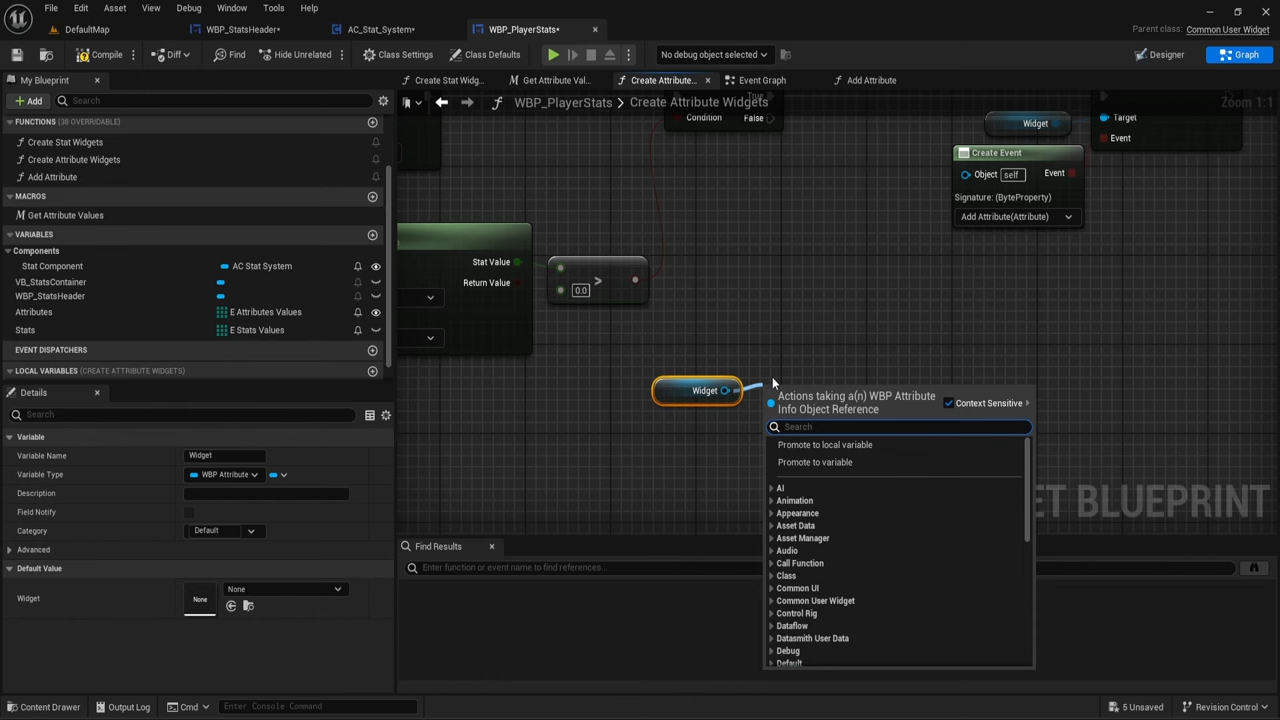 File Edit Asset View Debug Window Tools Help
DefaultMap WBP_StatsHeader• AC_Stat_System• WBP_PlayerStats•
Parent class: Common User Widget
Compile Diff Find Hide Unrelated Class Settings Class Defaults No debug object selected Designer Graph
My Blueprint Create Stat Widg... Get Attribute Val... Create Attribute... Event Graph Add Attribute
Add Search WBP_PlayerStats > Create Attribute Widgets Zoom 1:1
FUNCTIONS (38 OVERRIDABLE)
Create Stat Widgets
Create Attribute Widgets
Add Attribute
MACROS
Get Attribute Values
VARIABLES
Components
Stat Component AC Stat System
VB_StatsContainer
WBP_StatsHeader
Attributes E Attributes Values
Stats E Stats Values
EVENT DISPATCHERS
LOCAL VARIABLES (CREATE ATTRIBUTE WIDGETS)
True
Condition False
Widget Target
Event
Create Event
Object self Event
Signature: (ByteProperty)
Add Attribute(Attribute)
Stat Value
Return Value
> 0.0
Widget
Actions taking a(n) WBP Attribute
Info Object Reference
Context Sensitive
Search
Promote to local variable
Promote to variable
AI
Animation
Appearance
Asset Data
Asset Manager
Audio
Call Function
Class
Common UI
Common User Widget
Control Rig
Dataflow
Datasmith User Data
Debug
Default
ET BLUEPRINT
Details
Search
Variable
Variable Name Widget
Variable Type WBP Attribute
Description
Field Notify
Category Default
Advanced
Default Value
Widget None None
Find Results
Enter function or event name to find references...
Content Drawer Output Log Cmd Enter Console Command 5 Unsaved Revision Control